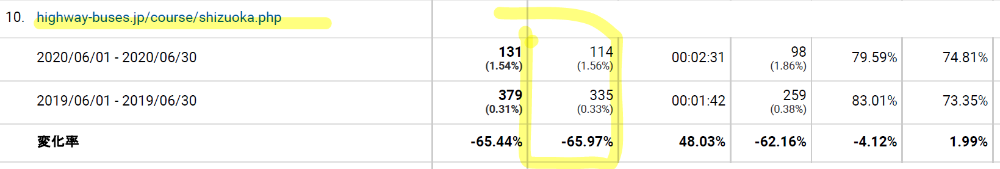 10. highway-buses.jp/course/shizuoka.php
2020/06/01 - 2020/06/30 131 114 00:02:31 98 79.59% 74.81%
(1.54%) (1.56%) (1.86%)
2019/06/01 - 2019/06/30 379 335 00:01:42 259 83.01% 73.35%
(0.31%) (0.33%) (0.38%)
変化率 -65.44% -65.97% 48.03% -62.16% -4.12% 1.99%